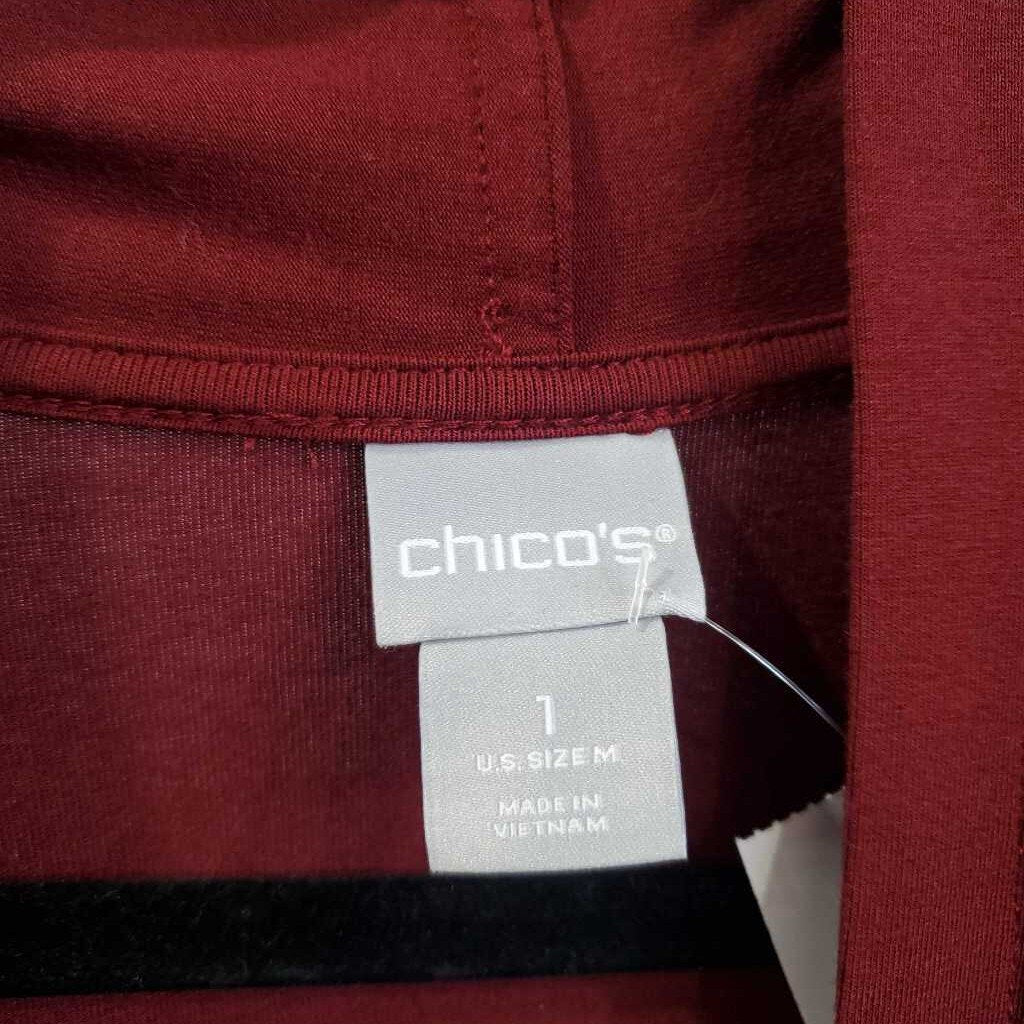 chico's®
1
U.S. SIZE M
MADE IN
VIETNAM